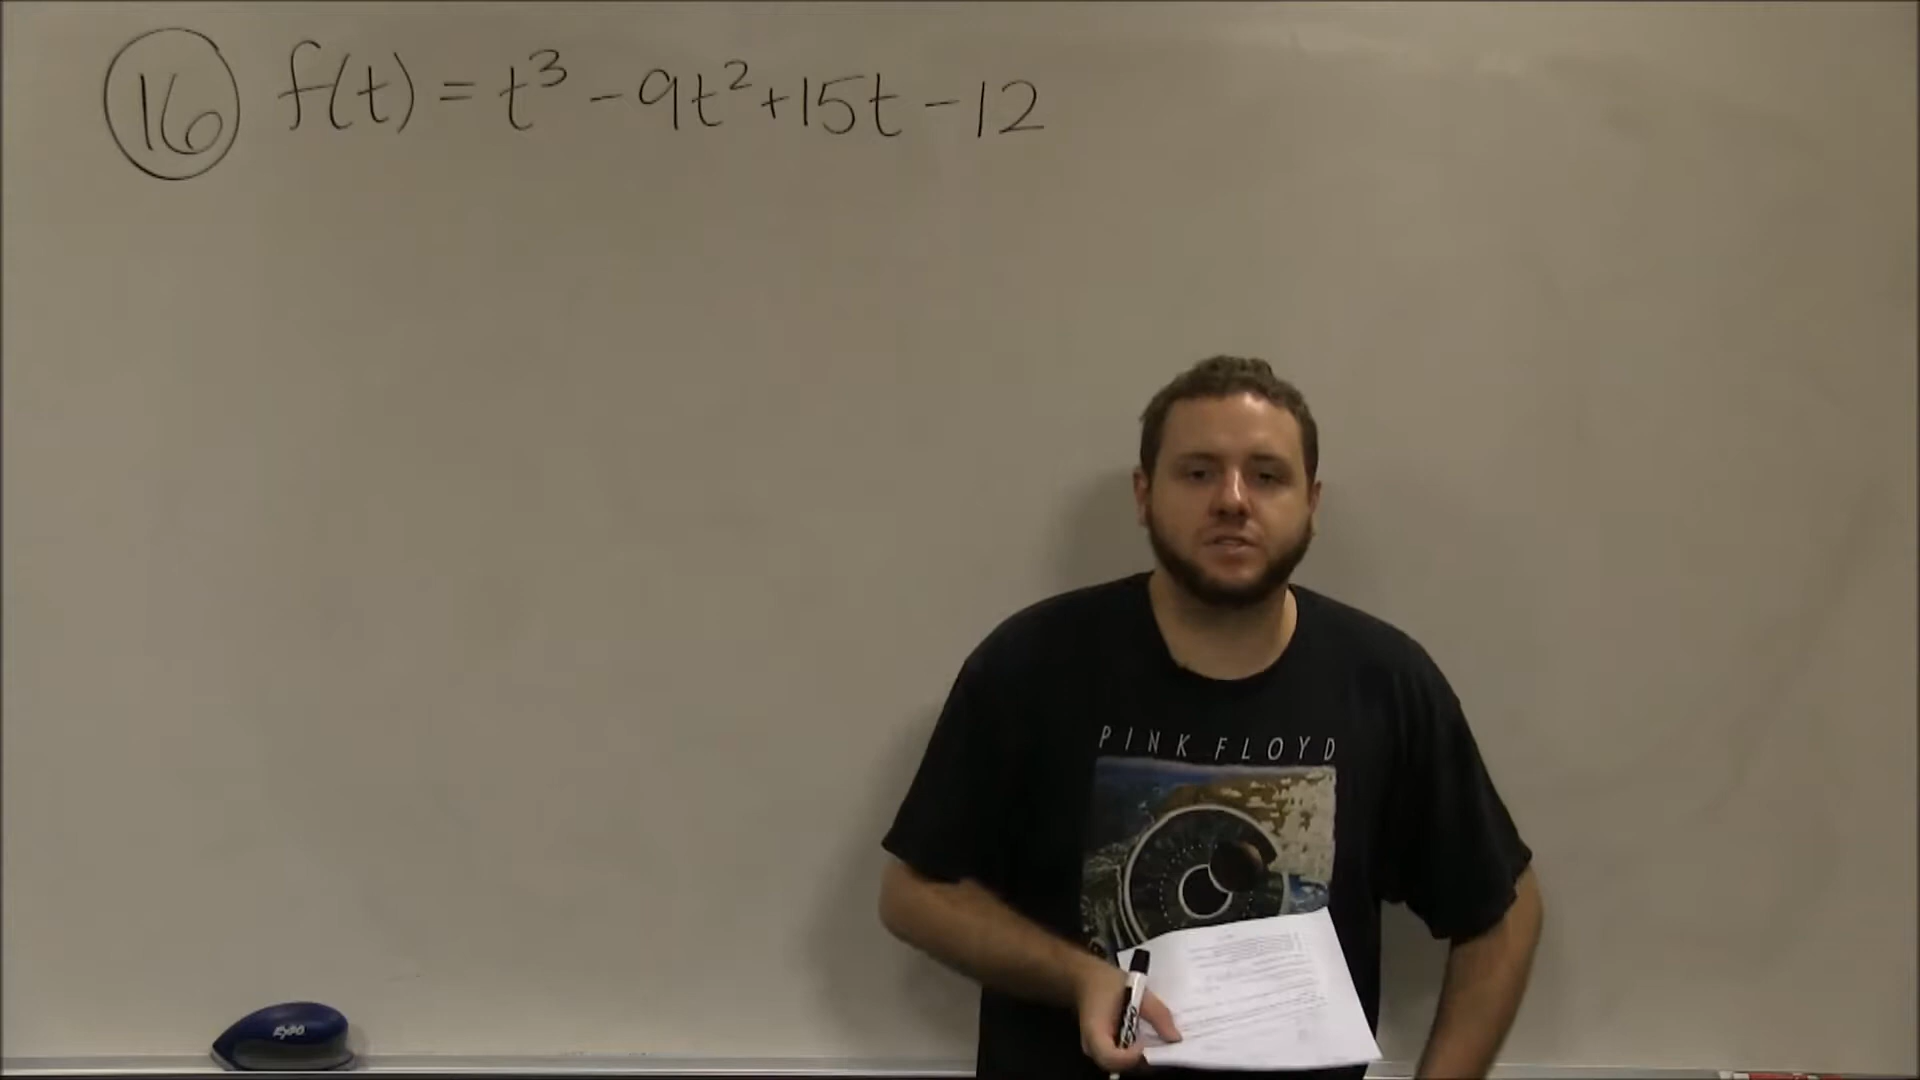 16 f(t) = t³ - 9t² + 15t - 12
PINK FLOYD
EXPO